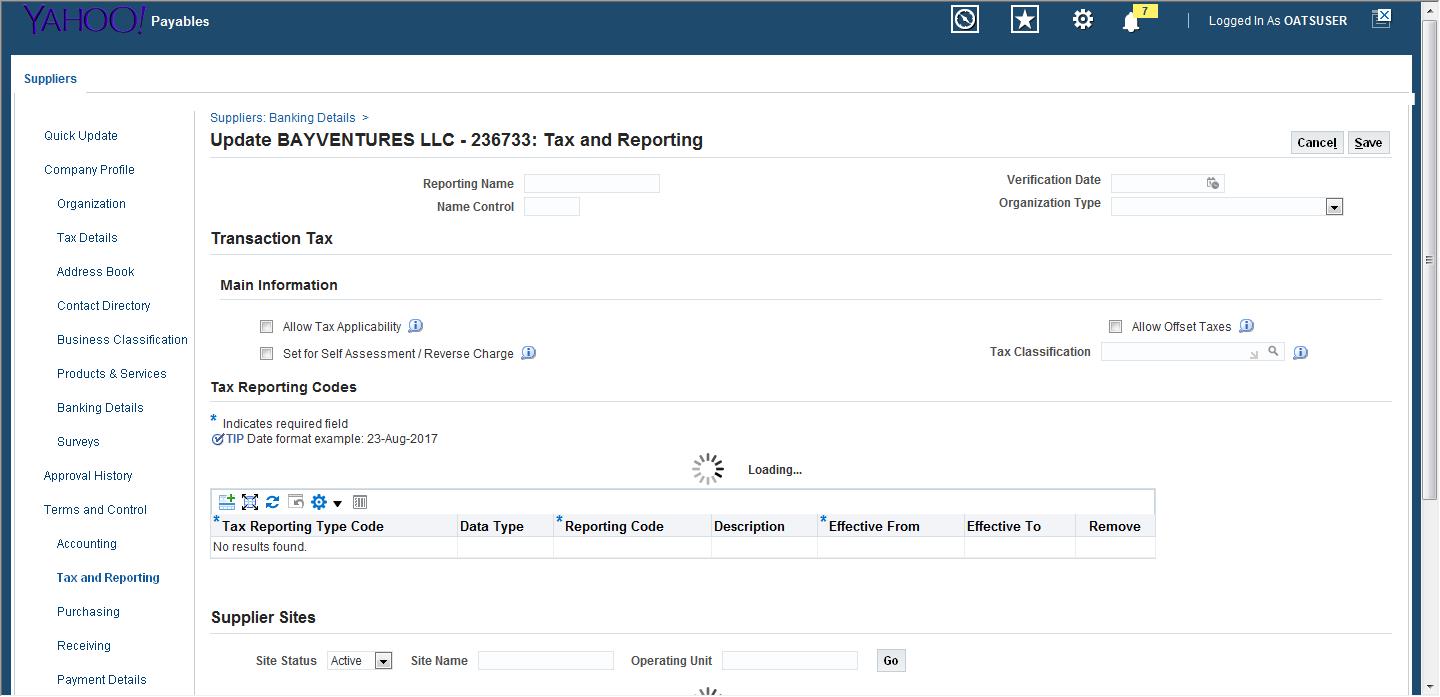 YAHOO! Payables 7 Logged In As OATSUSER
Suppliers
Quick Update
Company Profile
Organization
Tax Details
Address Book
Contact Directory
Business Classification
Products & Services
Banking Details
Surveys
Approval History
Terms and Control
Accounting
Tax and Reporting
Purchasing
Receiving
Payment Details
Suppliers: Banking Details >
Update BAYVENTURES LLC - 236733: Tax and Reporting
Cancel Save
Reporting Name
Name Control
Verification Date
Organization Type
Transaction Tax
Main Information
Allow Tax Applicability
Set for Self Assessment / Reverse Charge
Allow Offset Taxes
Tax Classification
Tax Reporting Codes
* Indicates required field
TIP Date format example: 23-Aug-2017
Loading...
* Tax Reporting Type Code Data Type * Reporting Code Description * Effective From Effective To Remove
No results found.
Supplier Sites
Site Status Active Site Name Operating Unit Go